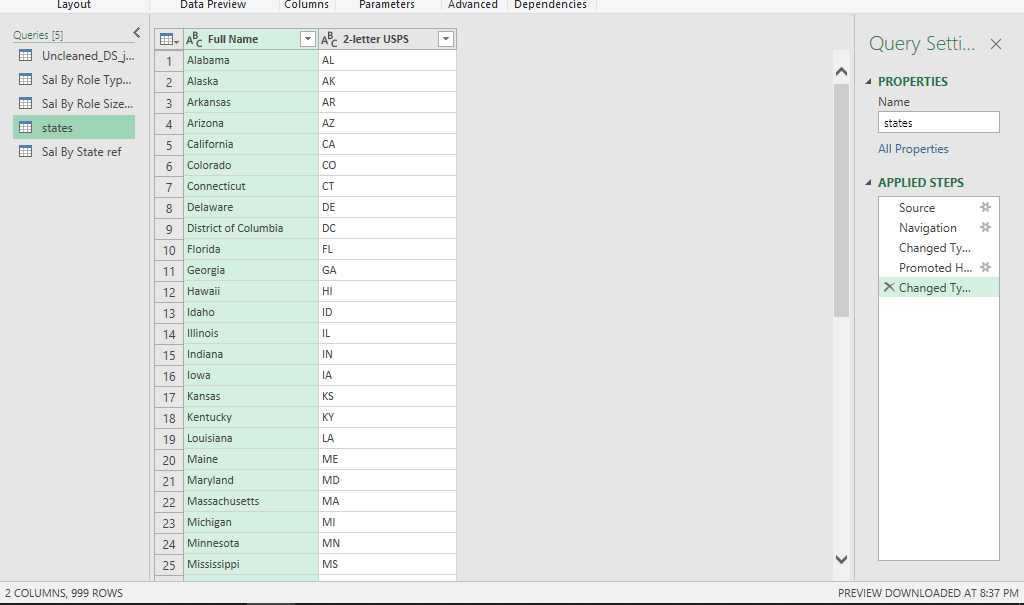 Layout Data Preview Columns Parameters Advanced Dependencies
Queries [5]
Uncleaned_DS_j...
Sal By Role Typ...
Sal By Role Size...
states
Sal By State ref
Full Name 2-letter USPS
1 Alabama AL
2 Alaska AK
3 Arkansas AR
4 Arizona AZ
5 California CA
6 Colorado CO
7 Connecticut CT
8 Delaware DE
9 District of Columbia DC
10 Florida FL
11 Georgia GA
12 Hawaii HI
13 Idaho ID
14 Illinois IL
15 Indiana IN
16 Iowa IA
17 Kansas KS
18 Kentucky KY
19 Louisiana LA
20 Maine ME
21 Maryland MD
22 Massachusetts MA
23 Michigan MI
24 Minnesota MN
25 Mississippi MS
Query Setti...
PROPERTIES
Name
states
All Properties
APPLIED STEPS
Source
Navigation
Changed Ty...
Promoted H...
Changed Ty...
2 COLUMNS, 999 ROWS
PREVIEW DOWNLOADED AT 8:37 PM